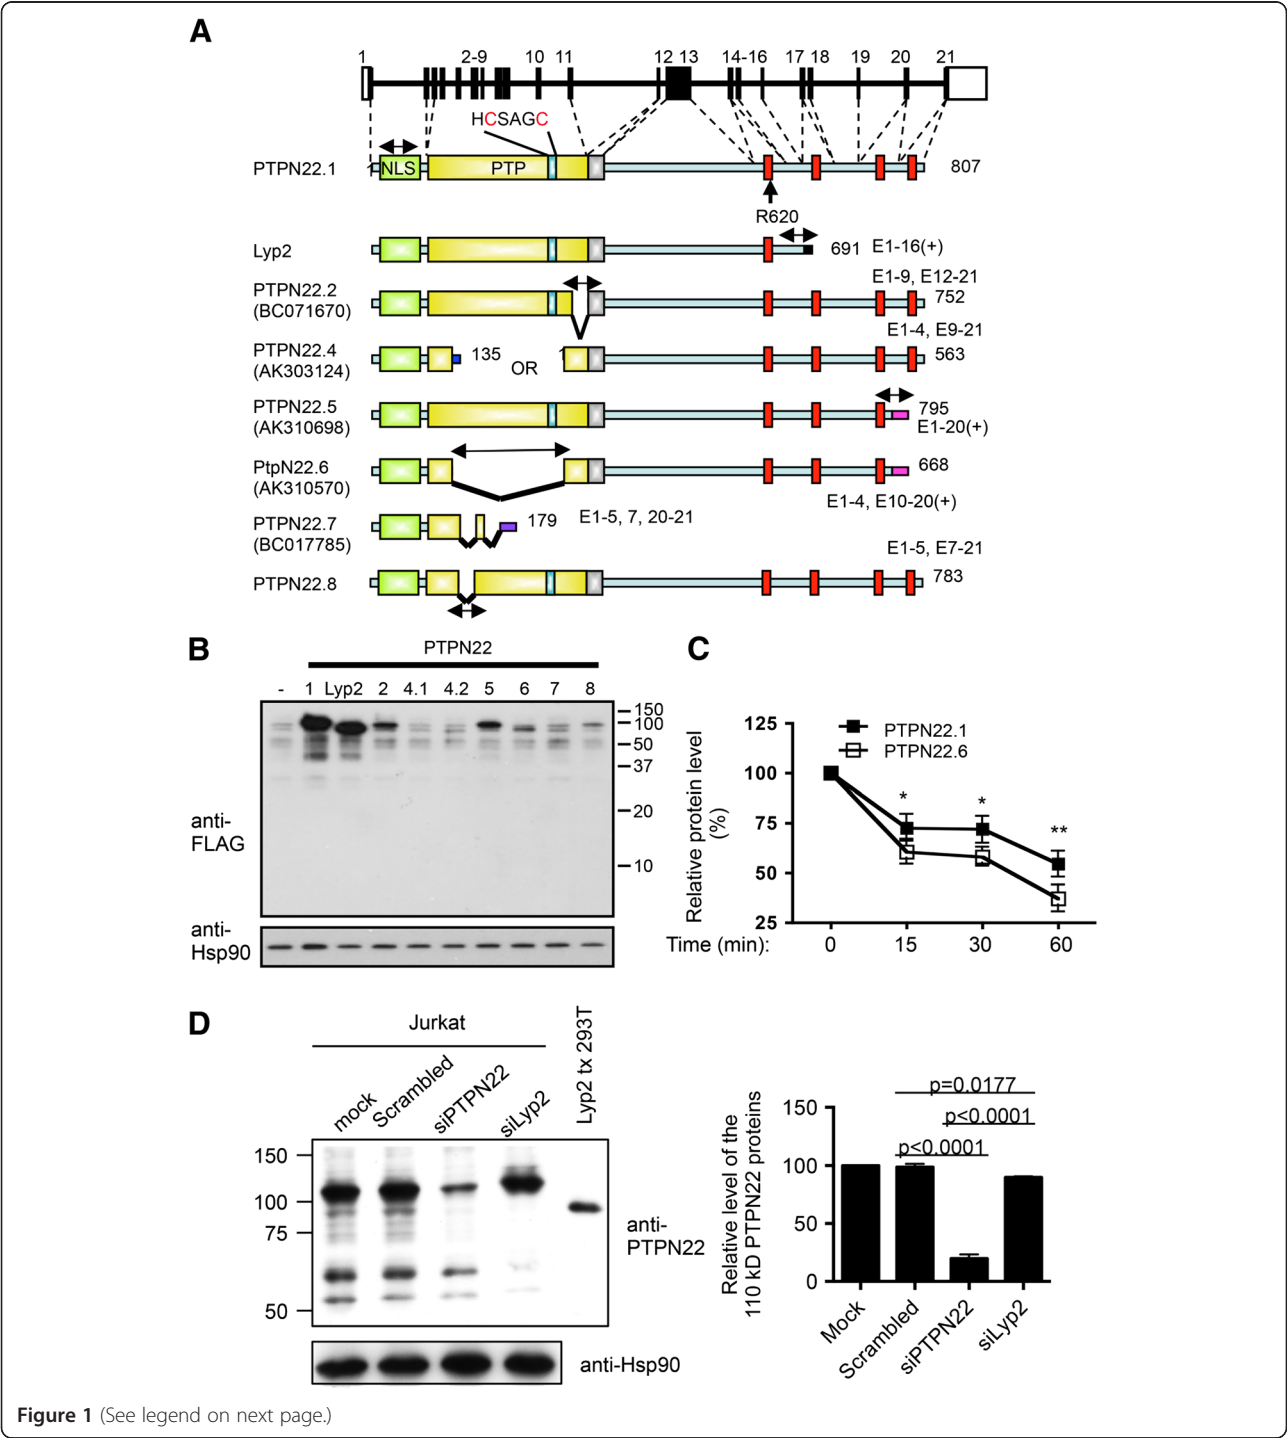 A
1 2-9 10 11 12 13 14-16 17 18 19 20 21
HCSAGC
PTPN22.1 NLS PTP 807
R620
Lyp2 691 E1-16(+)
E1-9, E12-21
PTPN22.2 752
(BC071670)
E1-4, E9-21
PTPN22.4 135 OR 1 563
(AK303124)
PTPN22.5 795
(AK310698) E1-20(+)
PtpN22.6 668
(AK310570) E1-4, E10-20(+)
PTPN22.7 179 E1-5, 7, 20-21
(BC017785)
E1-5, E7-21
PTPN22.8 783
B
PTPN22
- 1 Lyp2 2 4.1 4.2 5 6 7 8
150
100
50
37
20
10
anti-
FLAG
anti-
Hsp90
C
PTPN22.1
PTPN22.6
Relative protein level
(%)
125
100
75
50
25
* * **
Time (min): 0 15 30 60
D
Jurkat
mock Scrambled siPTPN22 siLyp2 Lyp2 tx 293T
150
100
75
50
anti-
PTPN22
anti-Hsp90
p=0.0177
p<0.0001
p<0.0001
Relative level of the
110 kD PTPN22 proteins
150
100
50
0
Mock Scrambled siPTPN22 siLyp2
Figure 1 (See legend on next page.)